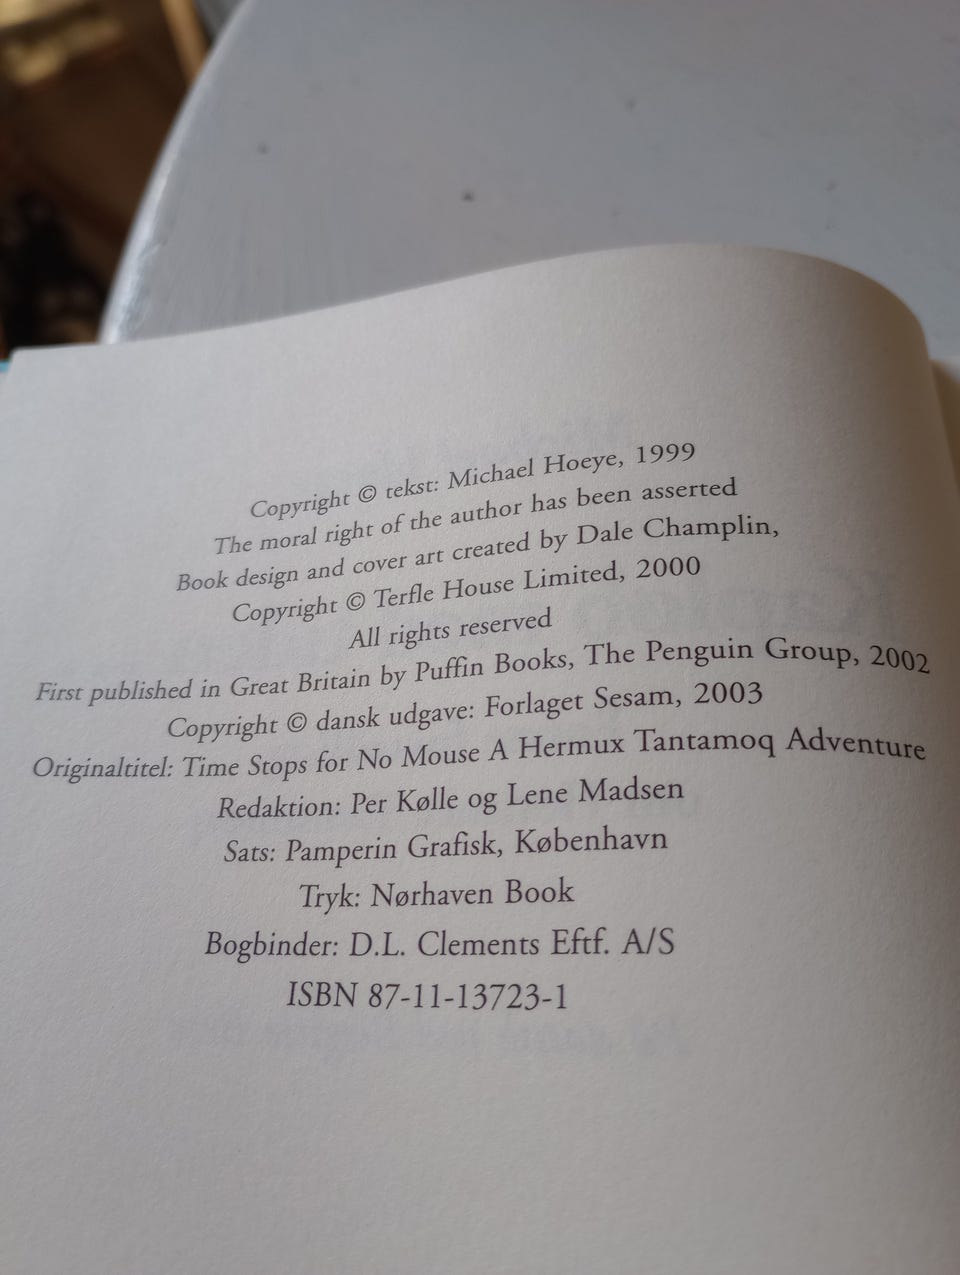 Copyright © tekst: Michael Hoeye, 1999
The moral right of the author has been asserted
Book design and cover art created by Dale Champlin,
Copyright © Terfle House Limited, 2000
All rights reserved
First published in Great Britain by Puffin Books, The Penguin Group, 2002
Copyright © dansk udgave: Forlaget Sesam, 2003
Originaltitel: Time Stops for No Mouse A Hermux Tantamoq Adventure
Redaktion: Per Kølle og Lene Madsen
Sats: Pamperin Grafisk, København
Tryk: Nørhaven Book
Bogbinder: D.L. Clements Eftf. A/S
ISBN 87-11-13723-1